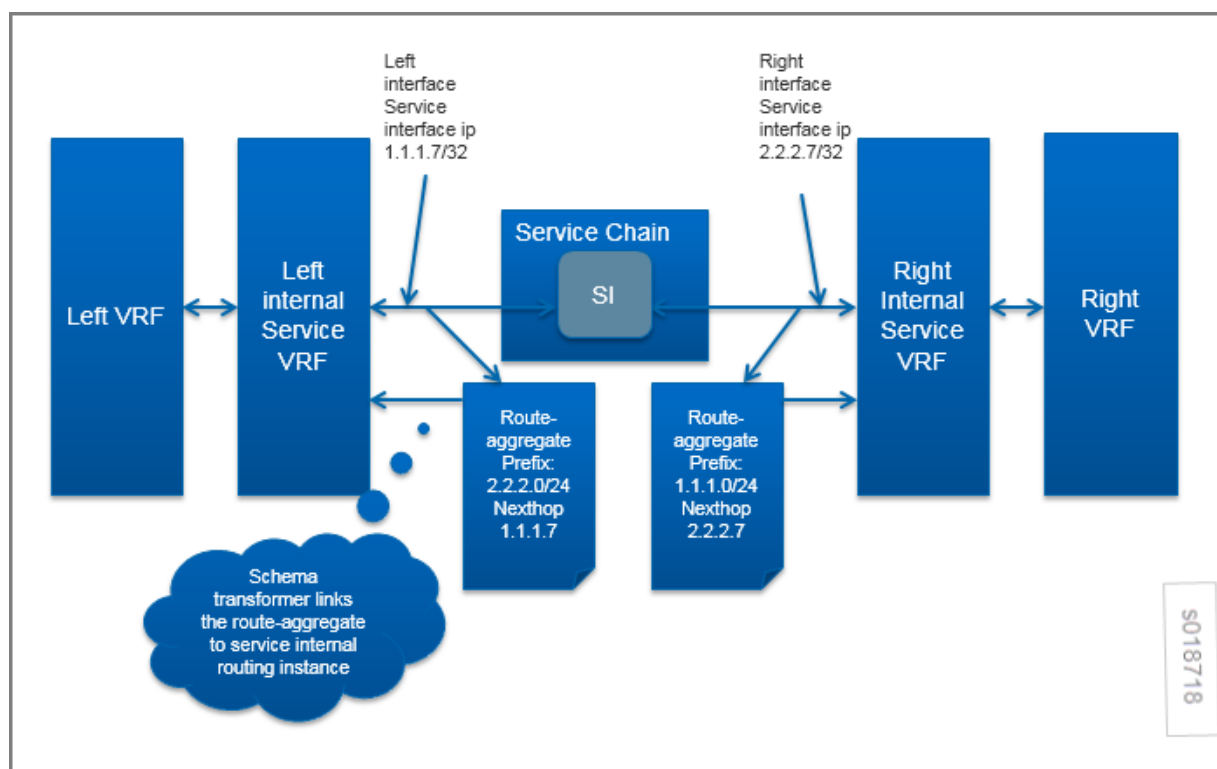 Left
interface
Service
interface ip
1.1.1.7/32
Right
interface
Service
interface ip
2.2.2.7/32
Left VRF
Left
internal
Service
VRF
Service Chain
SI
Right
Internal
Service
VRF
Right
VRF
Route-
aggregate
Prefix:
2.2.2.0/24
Nexthop
1.1.1.7
Route-
aggregate
Prefix:
1.1.1.0/24
Nexthop
2.2.2.7
Schema
transformer links
the route-aggregate
to service internal
routing instance
s018718